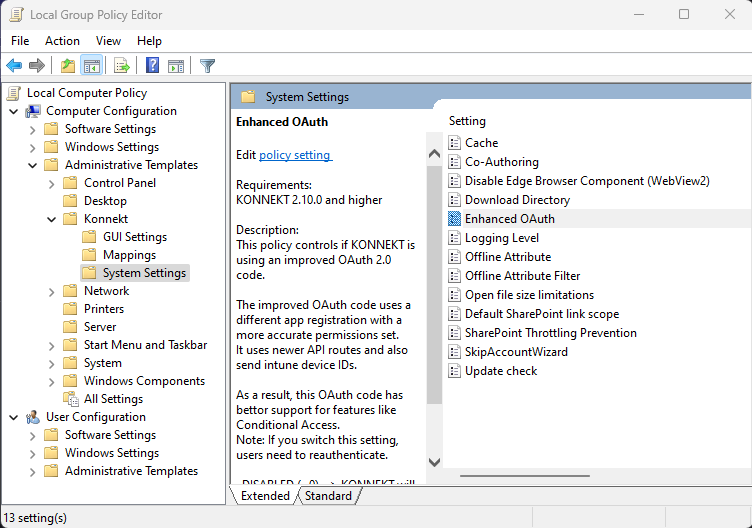 Local Group Policy Editor
File Action View Help
Local Computer Policy
Computer Configuration
Software Settings
Windows Settings
Administrative Templates
Control Panel
Desktop
Konnekt
GUI Settings
Mappings
System Settings
Network
Printers
Server
Start Menu and Taskbar
System
Windows Components
All Settings
User Configuration
Software Settings
Windows Settings
Administrative Templates
System Settings
Enhanced OAuth
Edit policy setting
Requirements:
KONNEKT 2.10.0 and higher
Description:
This policy controls if KONNEKT is
using an improved OAuth 2.0
code.
The improved OAuth code uses a
different app registration with a
more accurate permissions set.
It uses newer API routes and also
send intune device IDs.
As a result, this OAuth code has
bettor support for features like
Conditional Access.
Note: If you switch this setting,
users need to reauthenticate.
- DISABLED (=0) --> KONNEKT will
Setting
Cache
Co-Authoring
Disable Edge Browser Component (WebView2)
Download Directory
Enhanced OAuth
Logging Level
Offline Attribute
Offline Attribute Filter
Open file size limitations
Default SharePoint link scope
SharePoint Throttling Prevention
SkipAccountWizard
Update check
Extended Standard
13 setting(s)